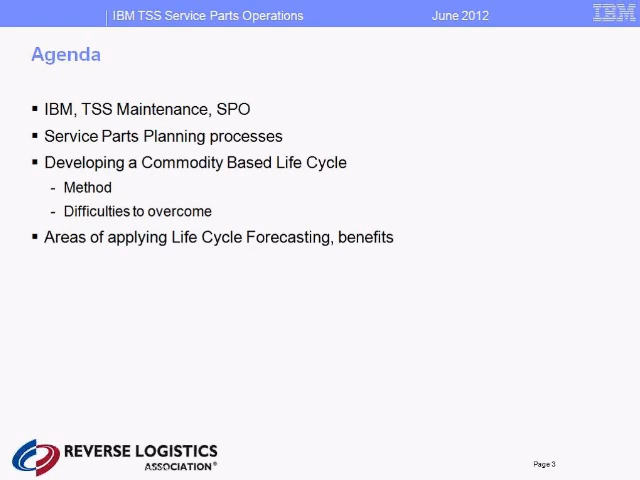 IBM TSS Service Parts Operations June 2012 IBM
Agenda
▪ IBM, TSS Maintenance, SPO
▪ Service Parts Planning processes
▪ Developing a Commodity Based Life Cycle
- Method
- Difficulties to overcome
▪ Areas of applying Life Cycle Forecasting, benefits
REVERSE LOGISTICS
ASSOCIATION®
Page 3